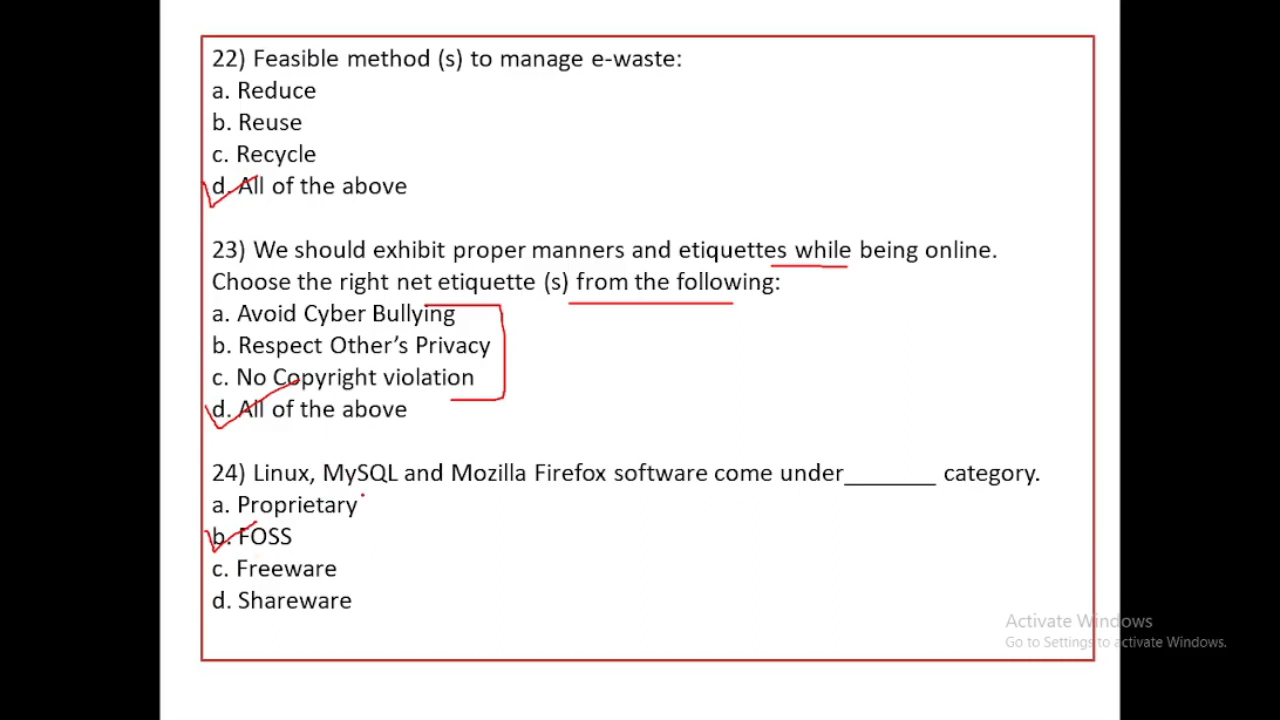 22) Feasible method (s) to manage e-waste:
a. Reduce
b. Reuse
c. Recycle
d. All of the above
23) We should exhibit proper manners and etiquettes while being online.
Choose the right net etiquette (s) from the following:
a. Avoid Cyber Bullying
b. Respect Other’s Privacy
c. No Copyright violation
d. All of the above
24) Linux, MySQL and Mozilla Firefox software come under_______ category.
a. Proprietary
b. FOSS
c. Freeware
d. Shareware
Activate Windows
Go to Settings to activate Windows.